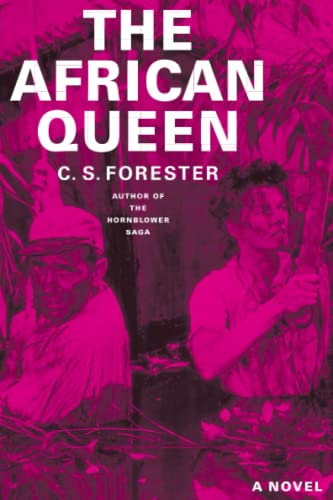 THE
AFRICAN
QUEEN
C. S. FORESTER
AUTHOR OF
THE
HORNBLOWER
SAGA
A NOVEL